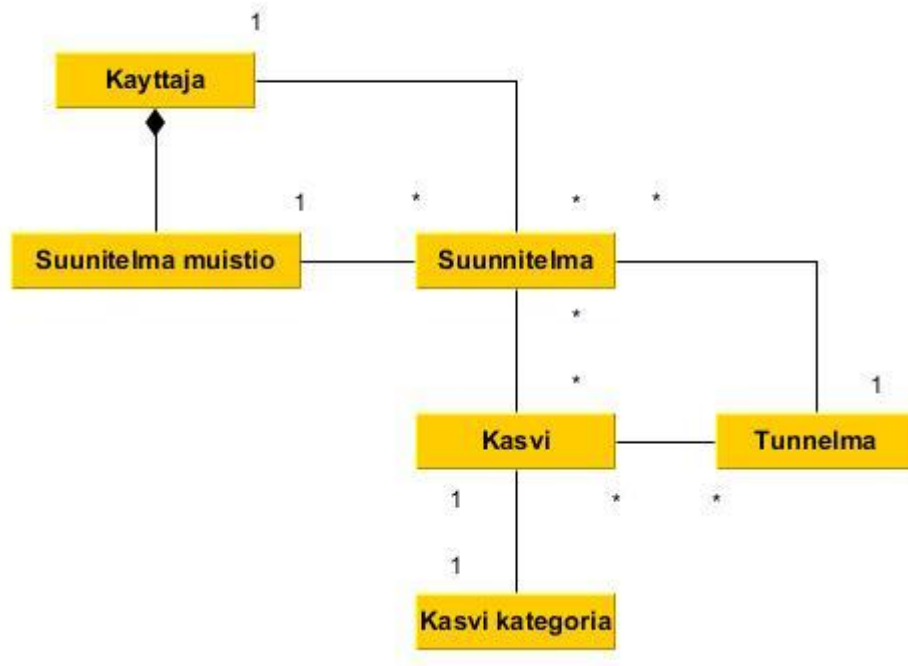 1
Kayttaja
1
*
*
*
Suunitelma muistio
Suunnitelma
*
*
1
Kasvi
Tunnelma
1
*
*
1
Kasvi kategoria